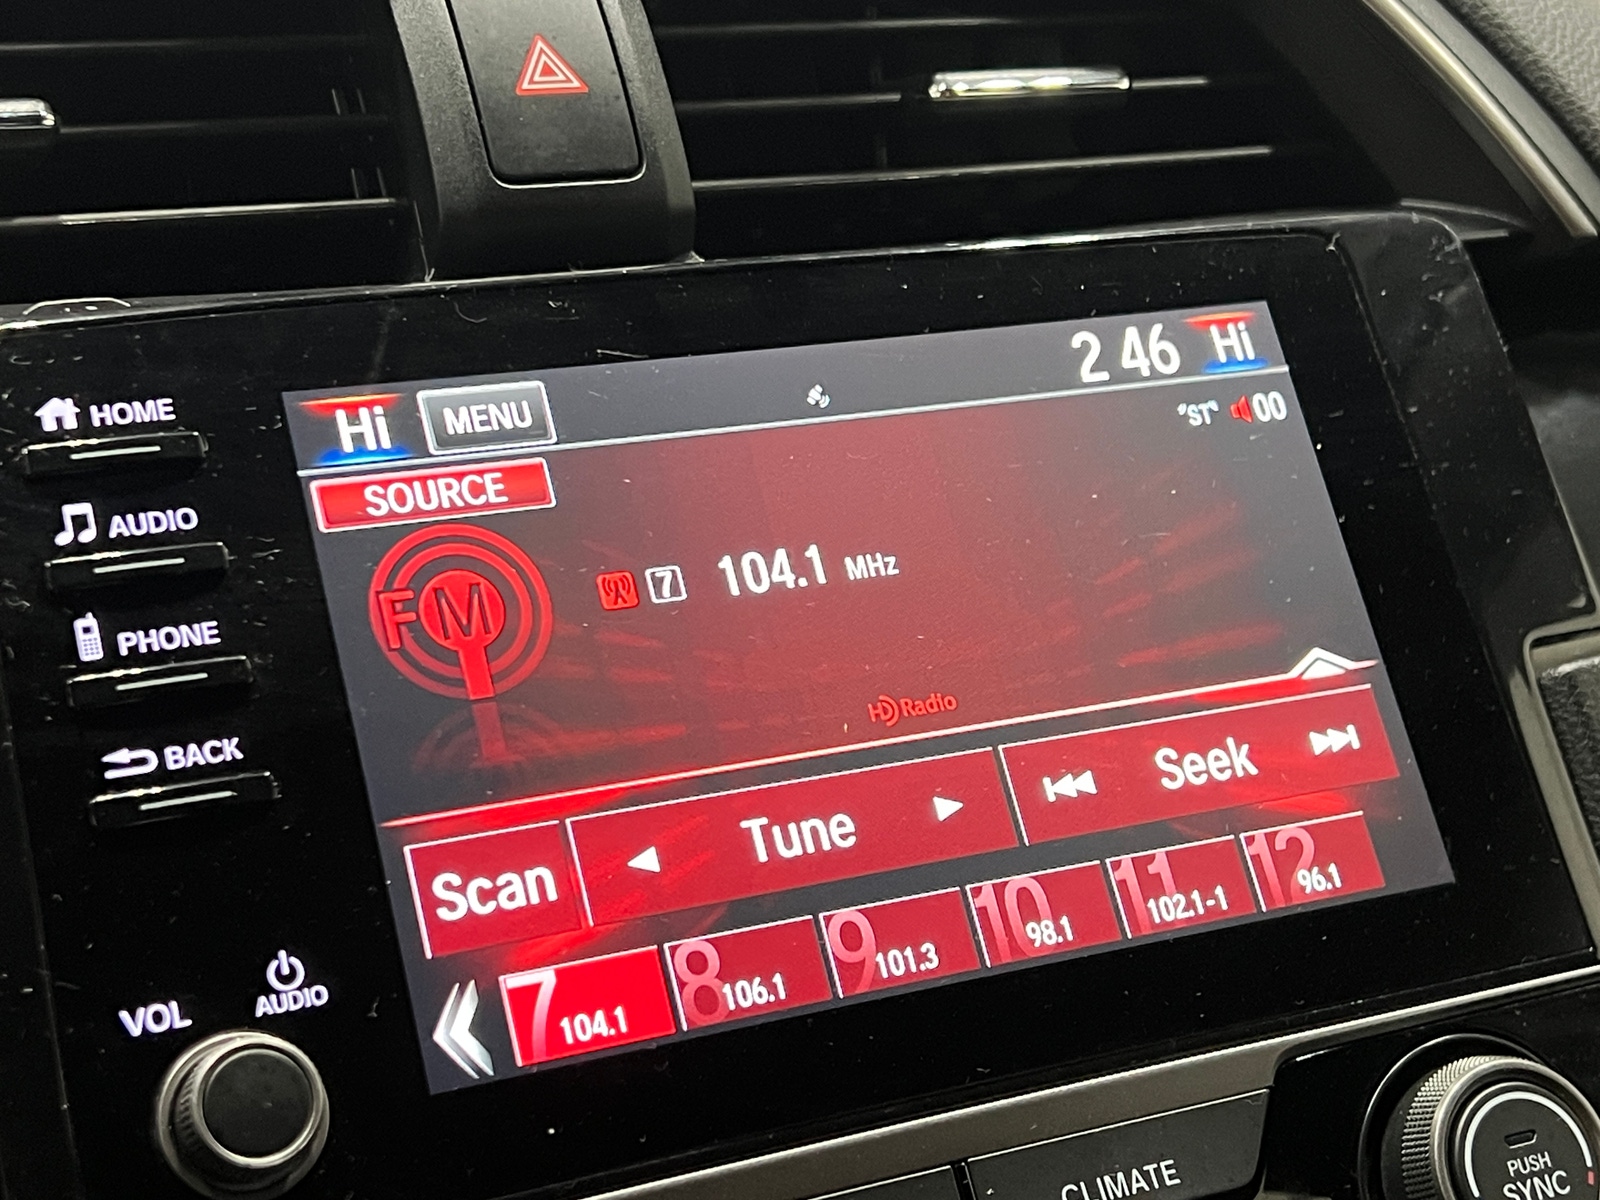 2 46 Hi
Hi MENU
"ST" 00
HOME
SOURCE
AUDIO
FM
7 104.1 MHz
PHONE
HD Radio
BACK
Scan Tune Seek
7 104.1 8 106.1 9 101.3 10 98.1 11 102.1-1 12 96.1
VOL AUDIO
CLIMATE
PUSH
SYNC